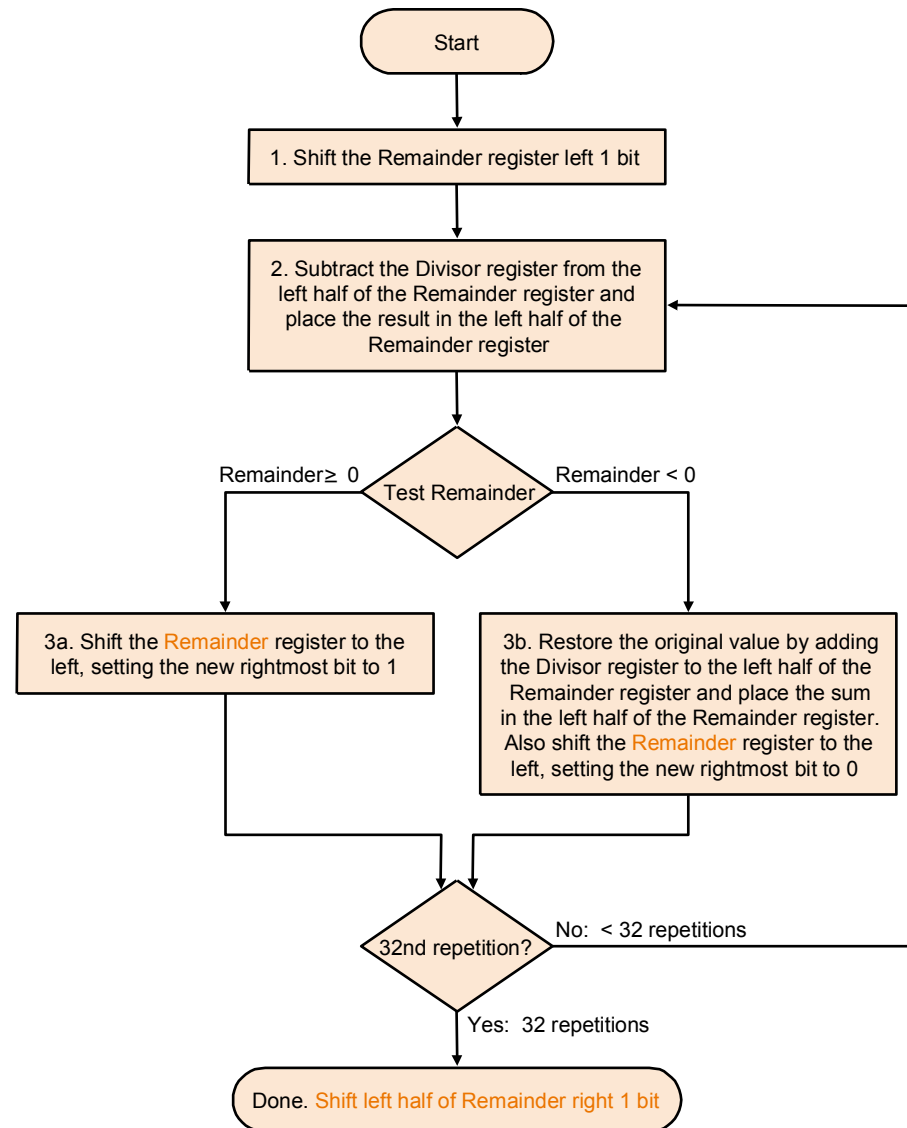 Start
1. Shift the Remainder register left 1 bit
2. Subtract the Divisor register from the
left half of the Remainder register and
place the result in the left half of the
Remainder register
Remainder≥ 0
Test Remainder
Remainder < 0
3a. Shift the Remainder register to the
left, setting the new rightmost bit to 1
3b. Restore the original value by adding
the Divisor register to the left half of the
Remainder register and place the sum
in the left half of the Remainder register.
Also shift the Remainder register to the
left, setting the new rightmost bit to 0
32nd repetition?
No: < 32 repetitions
Yes: 32 repetitions
Done. Shift left half of Remainder right 1 bit